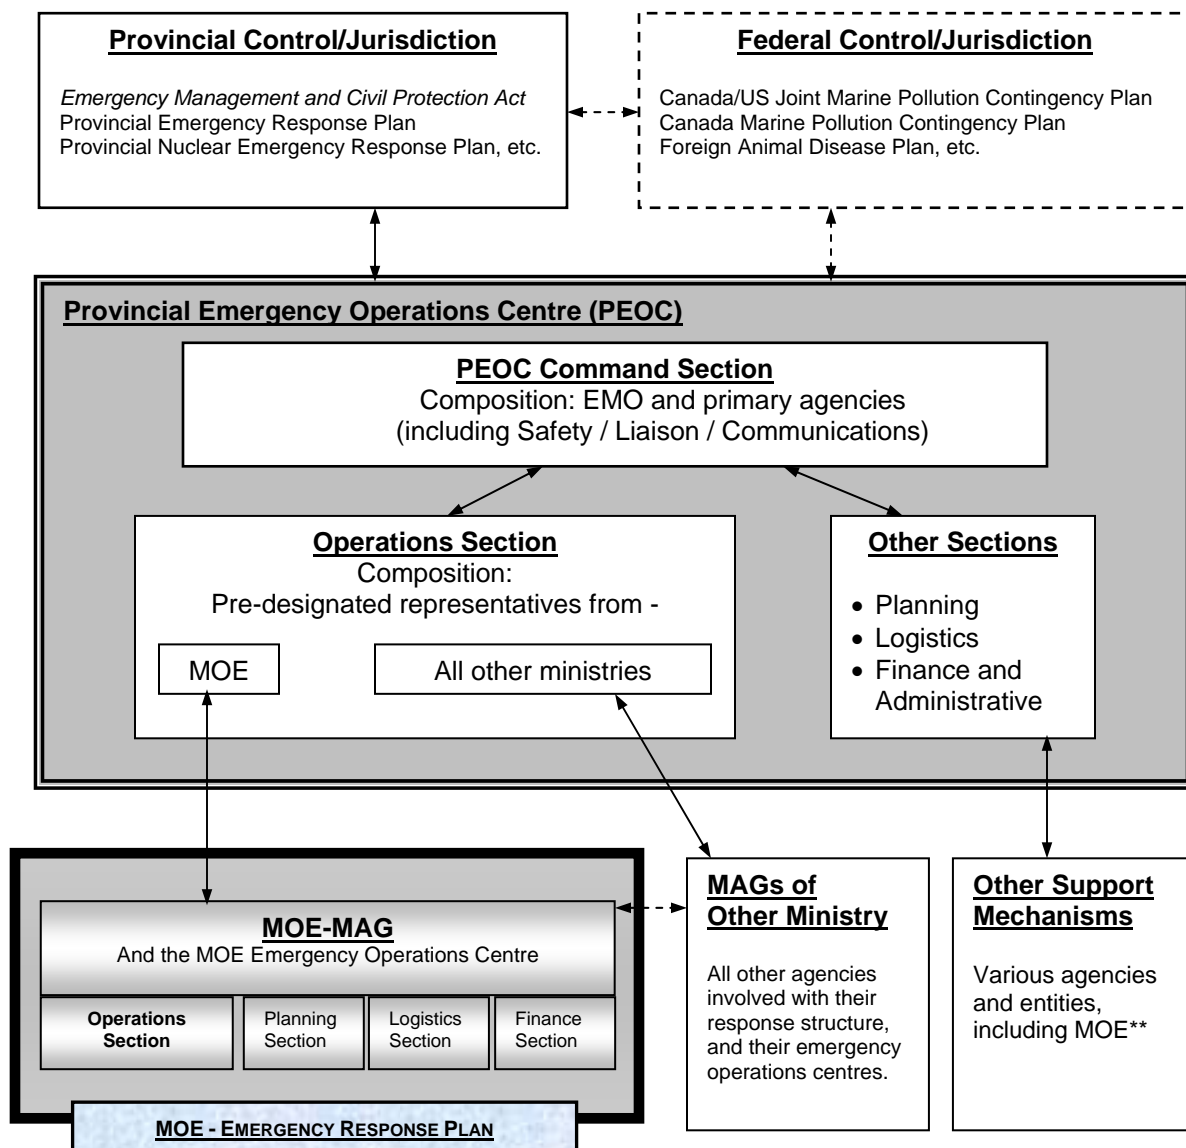 Provincial Control/Jurisdiction
Emergency Management and Civil Protection Act
Provincial Emergency Response Plan
Provincial Nuclear Emergency Response Plan, etc.
Federal Control/Jurisdiction
Canada/US Joint Marine Pollution Contingency Plan
Canada Marine Pollution Contingency Plan
Foreign Animal Disease Plan, etc.
Provincial Emergency Operations Centre (PEOC)
PEOC Command Section
Composition: EMO and primary agencies
(including Safety / Liaison / Communications)
Operations Section
Composition:
Pre-designated representatives from -
MOE
All other ministries
Other Sections
• Planning
• Logistics
• Finance and
Administrative
MOE-MAG
And the MOE Emergency Operations Centre
Operations
Section
Planning
Section
Logistics
Section
Finance
Section
MOE - EMERGENCY RESPONSE PLAN
MAGs of
Other Ministry
All other agencies
involved with their
response structure,
and their emergency
operations centres.
Other Support
Mechanisms
Various agencies
and entities,
including MOE**